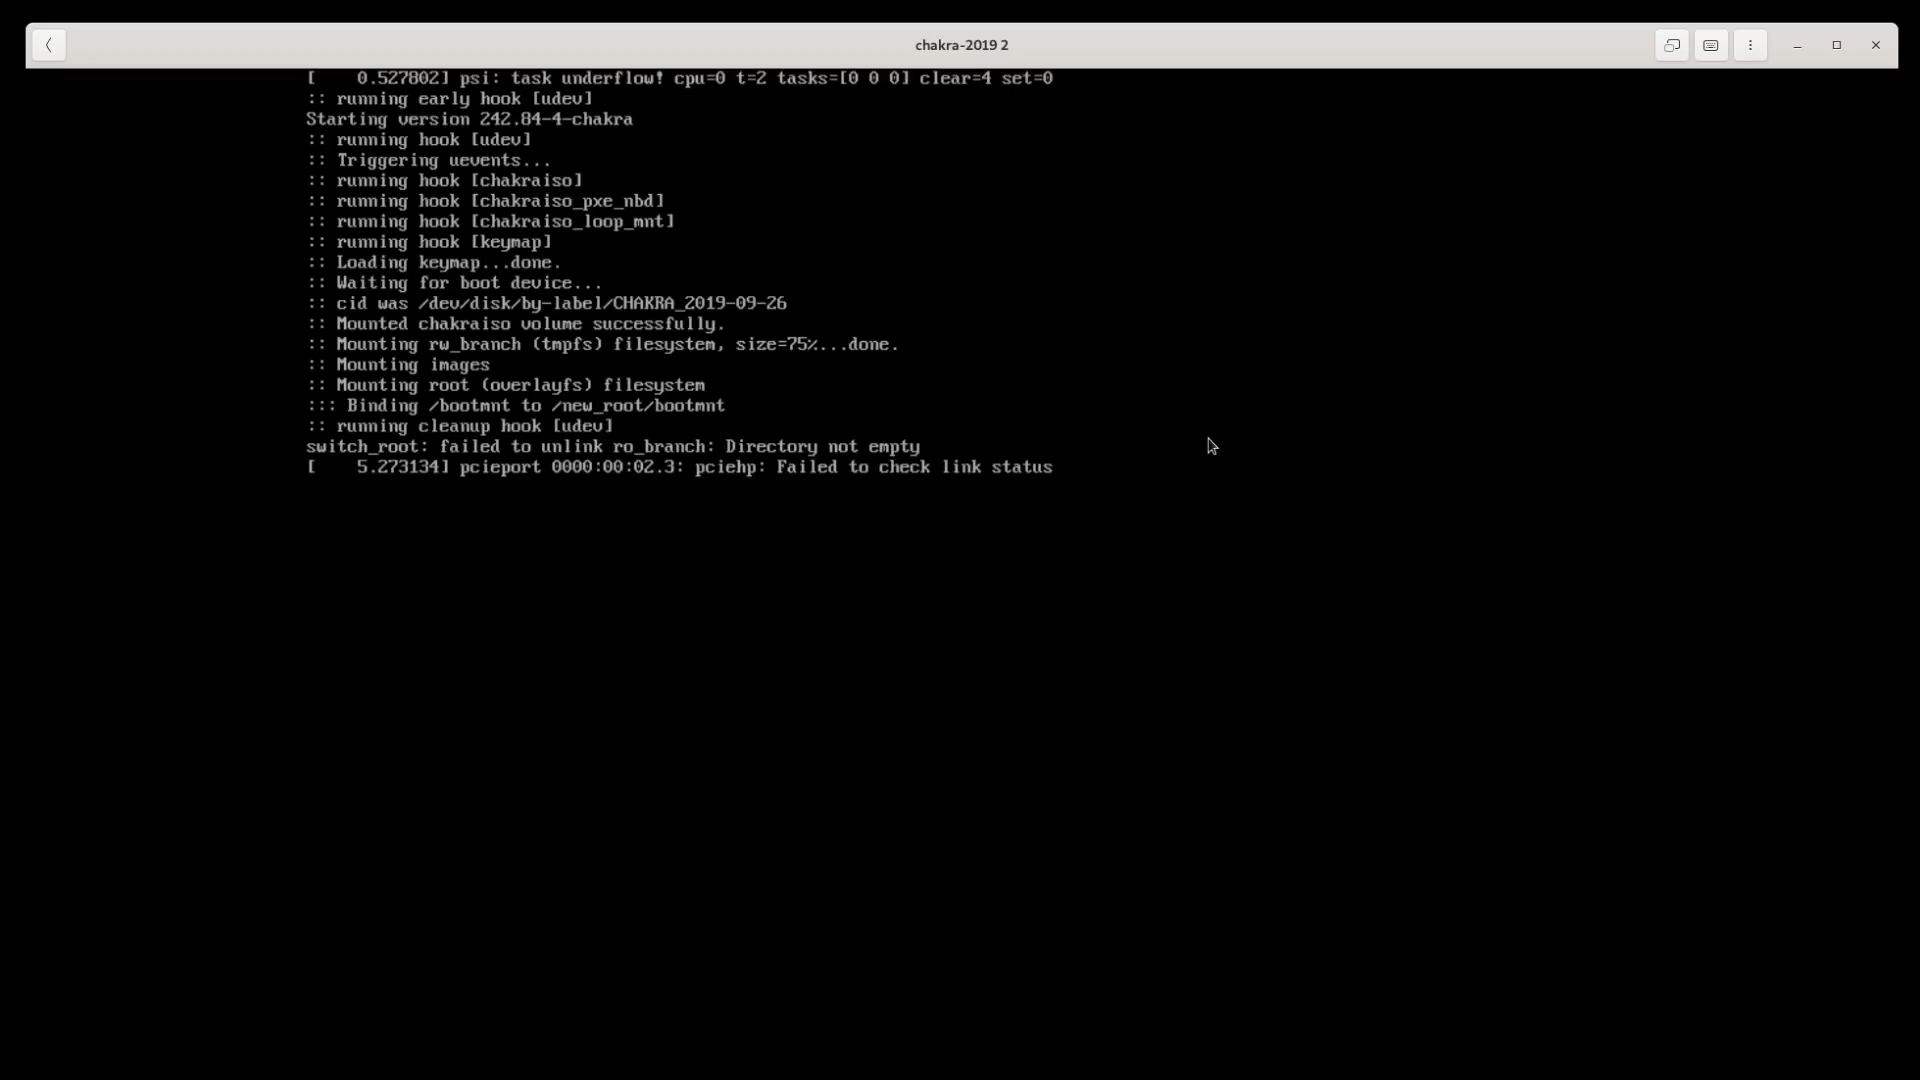 chakra-2019 2
[    0.527802] psi: task underflow! cpu=0 t=2 tasks=[0 0 0] clear=4 set=0
:: running early hook [udev]
Starting version 242.84-4-chakra
:: running hook [udev]
:: Triggering uevents...
:: running hook [chakraiso]
:: running hook [chakraiso_pxe_nbd]
:: running hook [chakraiso_loop_mnt]
:: running hook [keymap]
:: Loading keymap...done.
:: Waiting for boot device...
:: cid was /dev/disk/by-label/CHAKRA_2019-09-26
:: Mounted chakraiso volume successfully.
:: Mounting rw_branch (tmpfs) filesystem, size=75%...done.
:: Mounting images
:: Mounting root (overlayfs) filesystem
::: Binding /bootmnt to /new_root/bootmnt
:: running cleanup hook [udev]
switch_root: failed to unlink ro_branch: Directory not empty
[    5.273134] pcieport 0000:00:02.3: pciehp: Failed to check link status